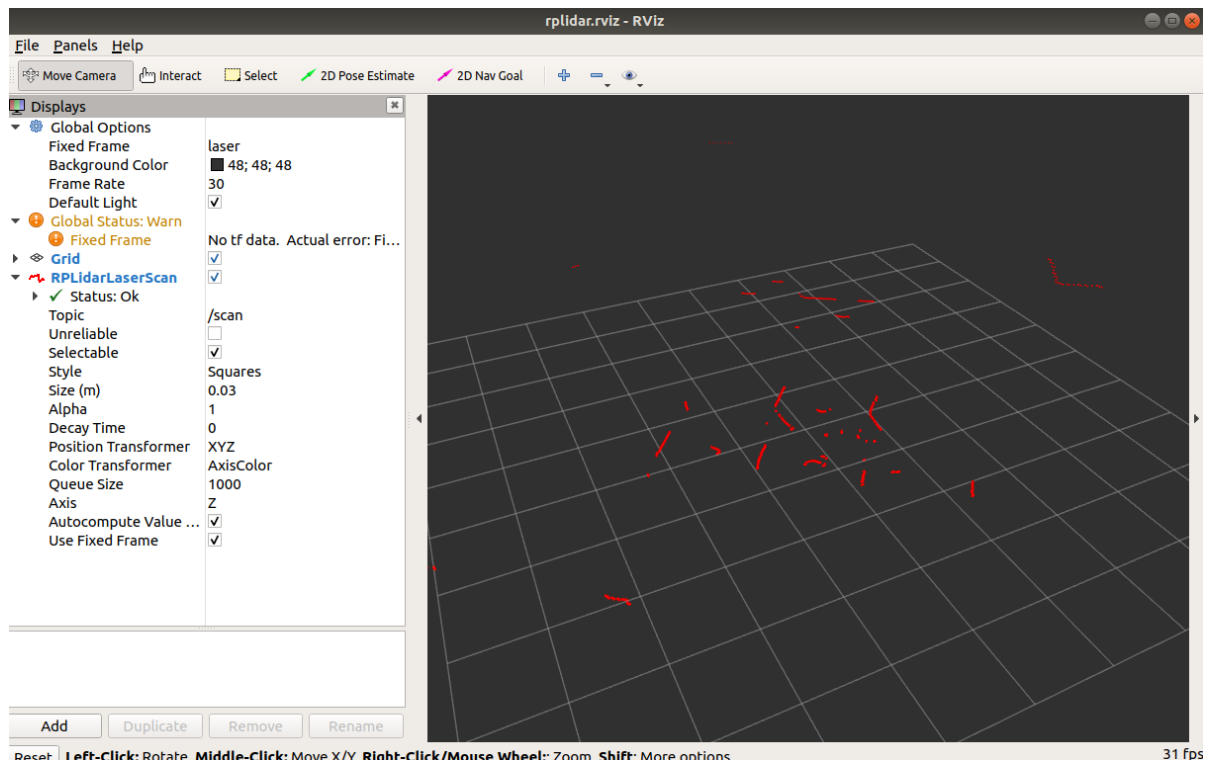 rplidar.rviz - RViz
File Panels Help
Move Camera Interact Select 2D Pose Estimate 2D Nav Goal
Displays
Global Options
Fixed Frame laser
Background Color 48; 48; 48
Frame Rate 30
Default Light
Global Status: Warn
Fixed Frame No tf data. Actual error: Fi...
Grid
RPLidarLaserScan
Status: Ok
Topic /scan
Unreliable
Selectable
Style Squares
Size (m) 0.03
Alpha 1
Decay Time 0
Position Transformer XYZ
Color Transformer AxisColor
Queue Size 1000
Axis Z
Autocompute Value ...
Use Fixed Frame
Add Duplicate Remove Rename
Reset Left-Click: Rotate. Middle-Click: Move X/Y. Right-Click/Mouse Wheel:: Zoom. Shift: More options. 31 fps